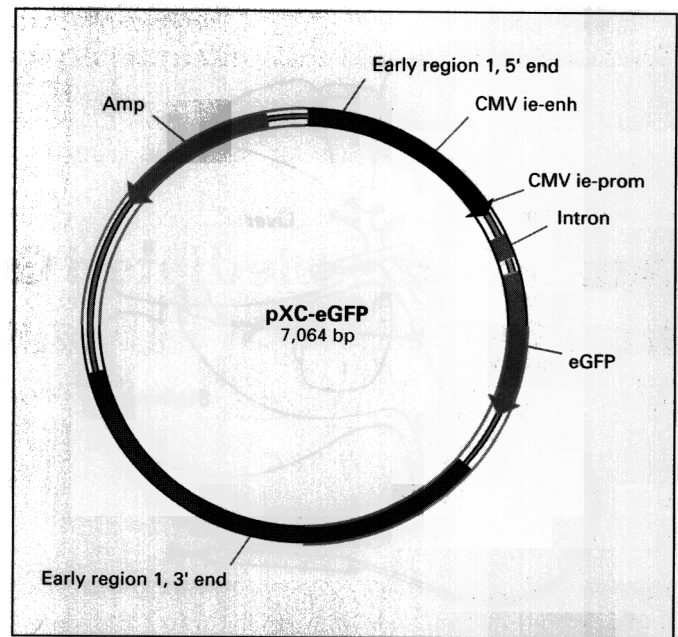 Early region 1, 5' end
Amp
CMV ie-enh
CMV ie-prom
Intron
pXC-eGFP
7,064 bp
eGFP
Early region 1, 3' end